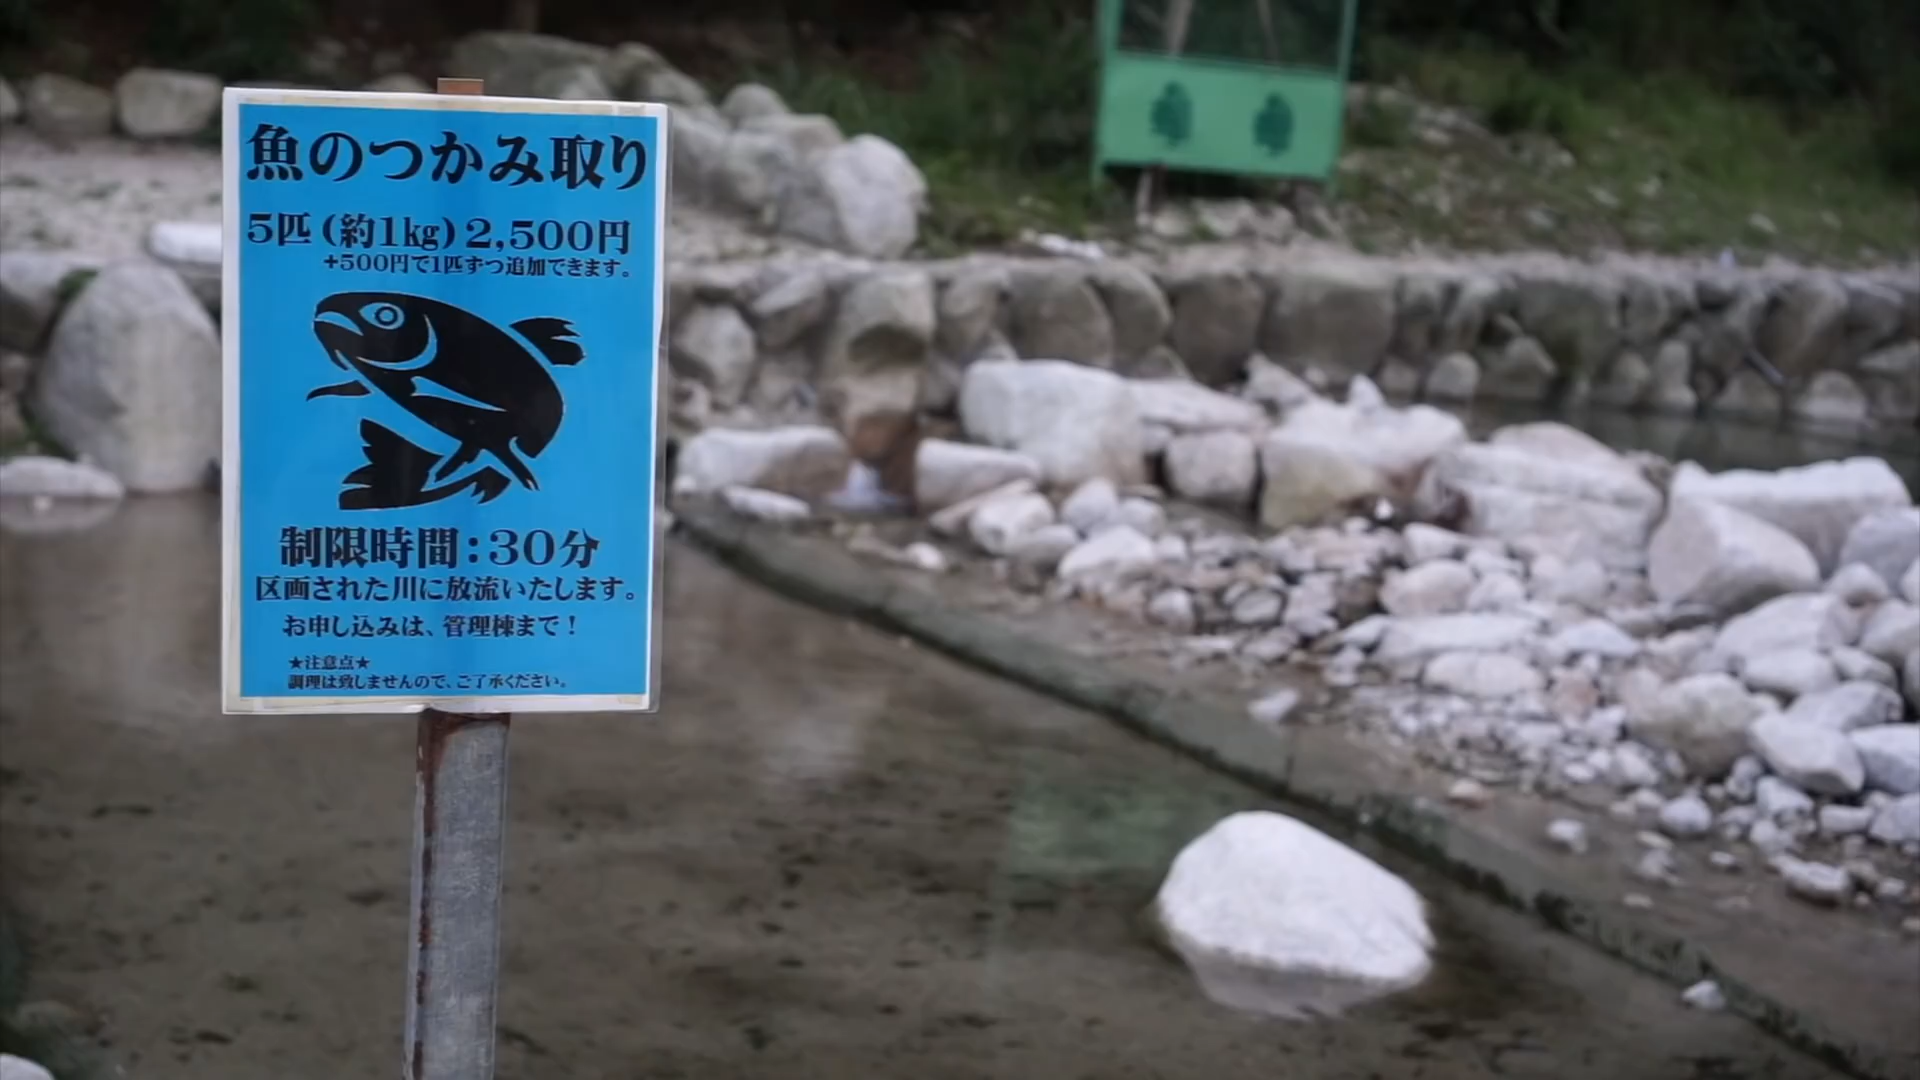 魚のつかみ取り
5匹(約1kg)2,500円
+500円で1匹ずつ追加できます。
制限時間:30分
区画された川に放流いたします。
お申し込みは、管理棟まで!
★注意点★
調理は致しませんので、ご了承ください。